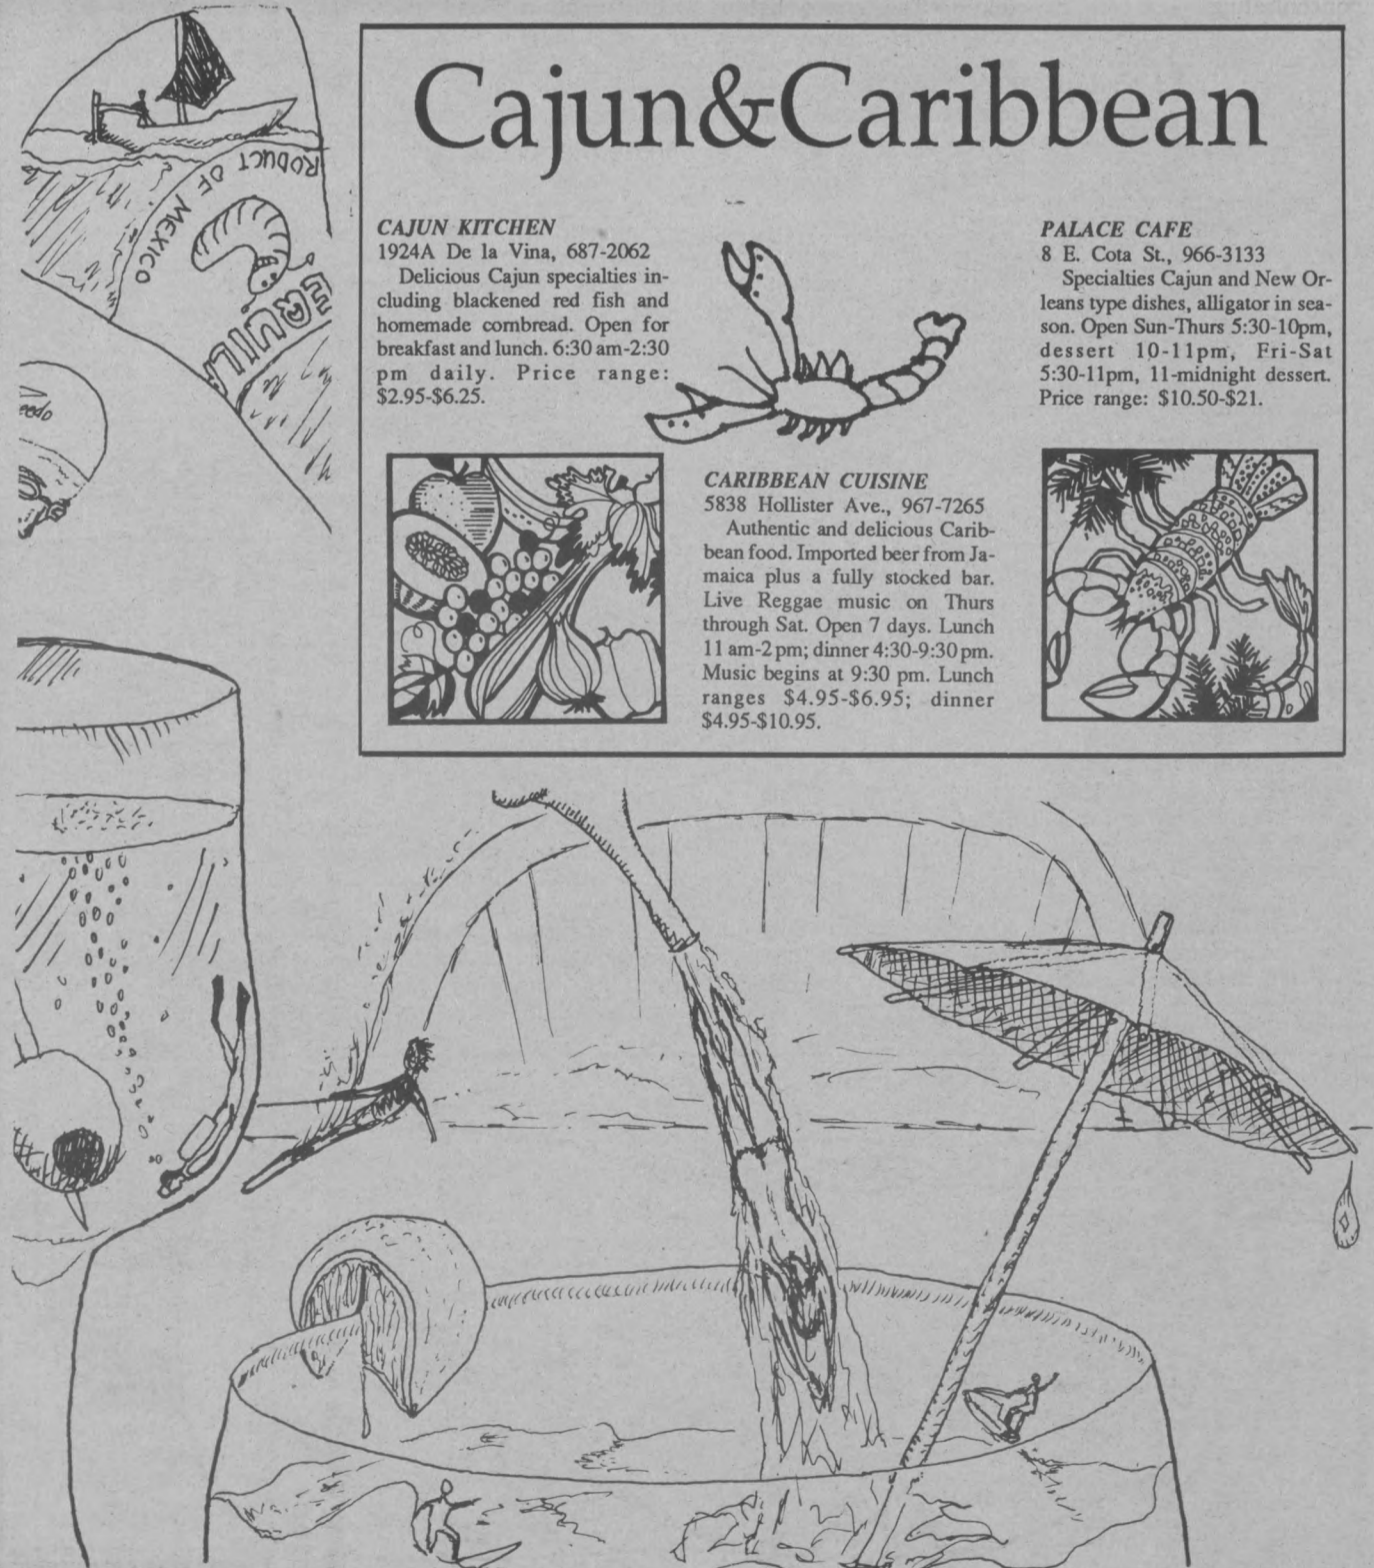 Cajun&Caribbean
CAJUN KITCHEN
1924A De la Vina, 687-2062
Delicious Cajun specialties in-
cluding blackened red fish and
homemade cornbread. Open for
breakfast and lunch. 6:30 am-2:30
pm daily. Price range:
$2.95-$6.25.
CARIBBEAN CUISINE
5838 Hollister Ave., 967-7265
Authentic and delicious Carib-
bean food. Imported beer from Ja-
maica plus a fully stocked bar.
Live Reggae music on Thurs
through Sat. Open 7 days. Lunch
11 am-2 pm; dinner 4:30-9:30 pm.
Music begins at 9:30 pm. Lunch
ranges $4.95-$6.95; dinner
$4.95-$10.95.
PALACE CAFE
8 E. Cota St., 966-3133
Specialties Cajun and New Or-
leans type dishes, alligator in sea-
son. Open Sun-Thurs 5:30-10pm,
dessert 10-11pm, Fri-Sat
5:30-11pm, 11-midnight dessert.
Price range: $10.50-$21.
RODUCT OF MEXICO